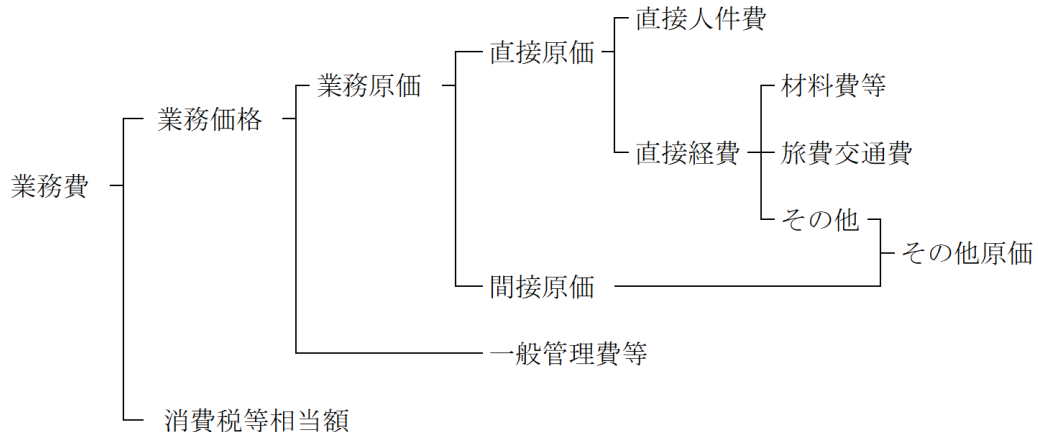 直接人件費
直接原価
業務原価
材料費等
業務価格
直接経費
旅費交通費
業務費
その他
その他原価
間接原価
一般管理費等
消費税等相当額